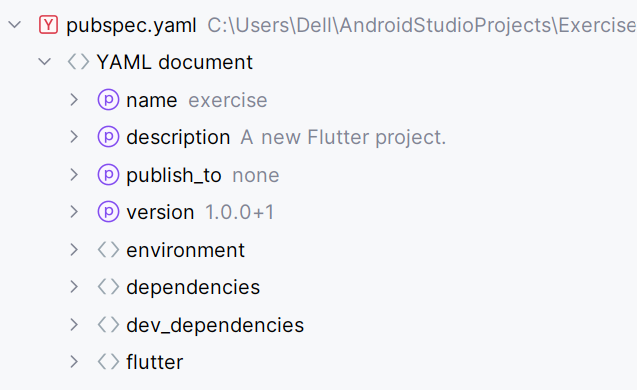 pubspec.yaml C:\Users\Dell\AndroidStudioProjects\Exercise
YAML document
name exercise
description A new Flutter project.
publish_to none
version 1.0.0+1
environment
dependencies
dev_dependencies
flutter